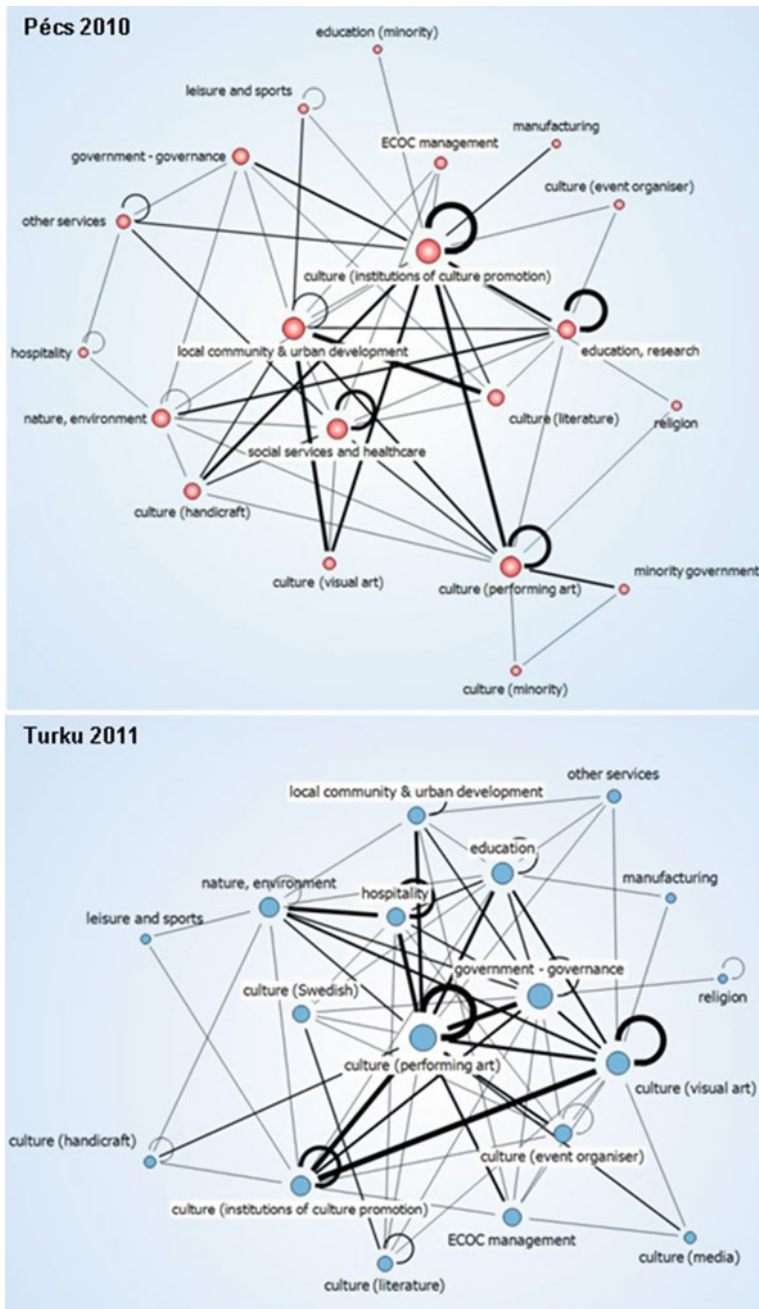 Pécs 2010
education (minority)
leisure and sports
manufacturing
ECOC management
government - governance
culture (event organiser)
other services
culture (institutions of culture promotion)
local community & urban development
education, research
hospitality
nature, environment
culture (literature)
religion
social services and healthcare
culture (handicraft)
culture (visual art)
culture (performing art)
minority government
culture (minority)
Turku 2011
other services
local community & urban development
education
nature, environment
hospitality
manufacturing
leisure and sports
government - governance
culture (Swedish)
religion
culture (performing art)
culture (visual art)
culture (handicraft)
culture (event organiser)
culture (institutions of culture promotion)
ECOC management
culture (media)
culture (literature)